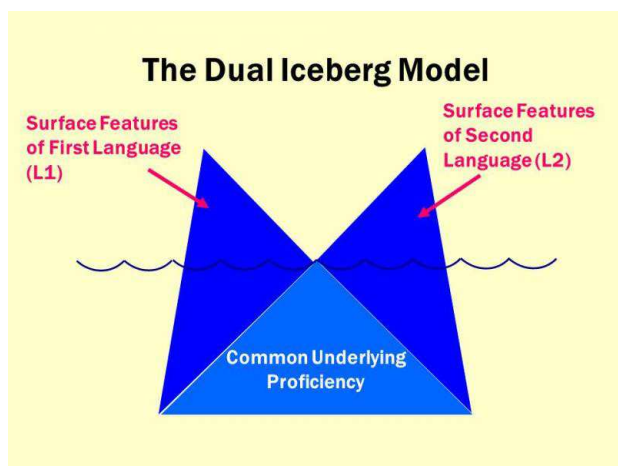 The Dual Iceberg Model
Surface Features
of First Language
(L1)
Surface Features
of Second
Language (L2)
Common Underlying
Proficiency